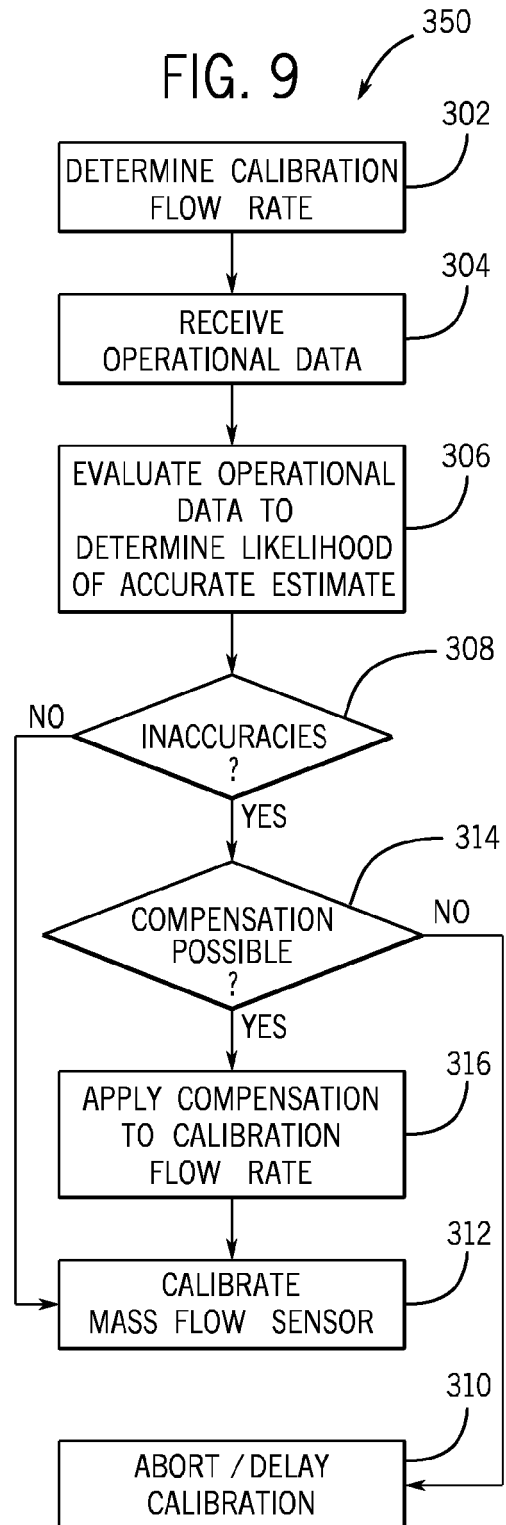 350
FIG. 9
302
DETERMINE CALIBRATION
FLOW RATE
304
RECEIVE
OPERATIONAL DATA
306
EVALUATE OPERATIONAL
DATA TO
DETERMINE LIKELIHOOD
OF ACCURATE ESTIMATE
308
NO
INACCURACIES
?
YES
314
NO
COMPENSATION
POSSIBLE
?
YES
316
APPLY COMPENSATION
TO CALIBRATION
FLOW RATE
312
CALIBRATE
MASS FLOW SENSOR
310
ABORT / DELAY
CALIBRATION